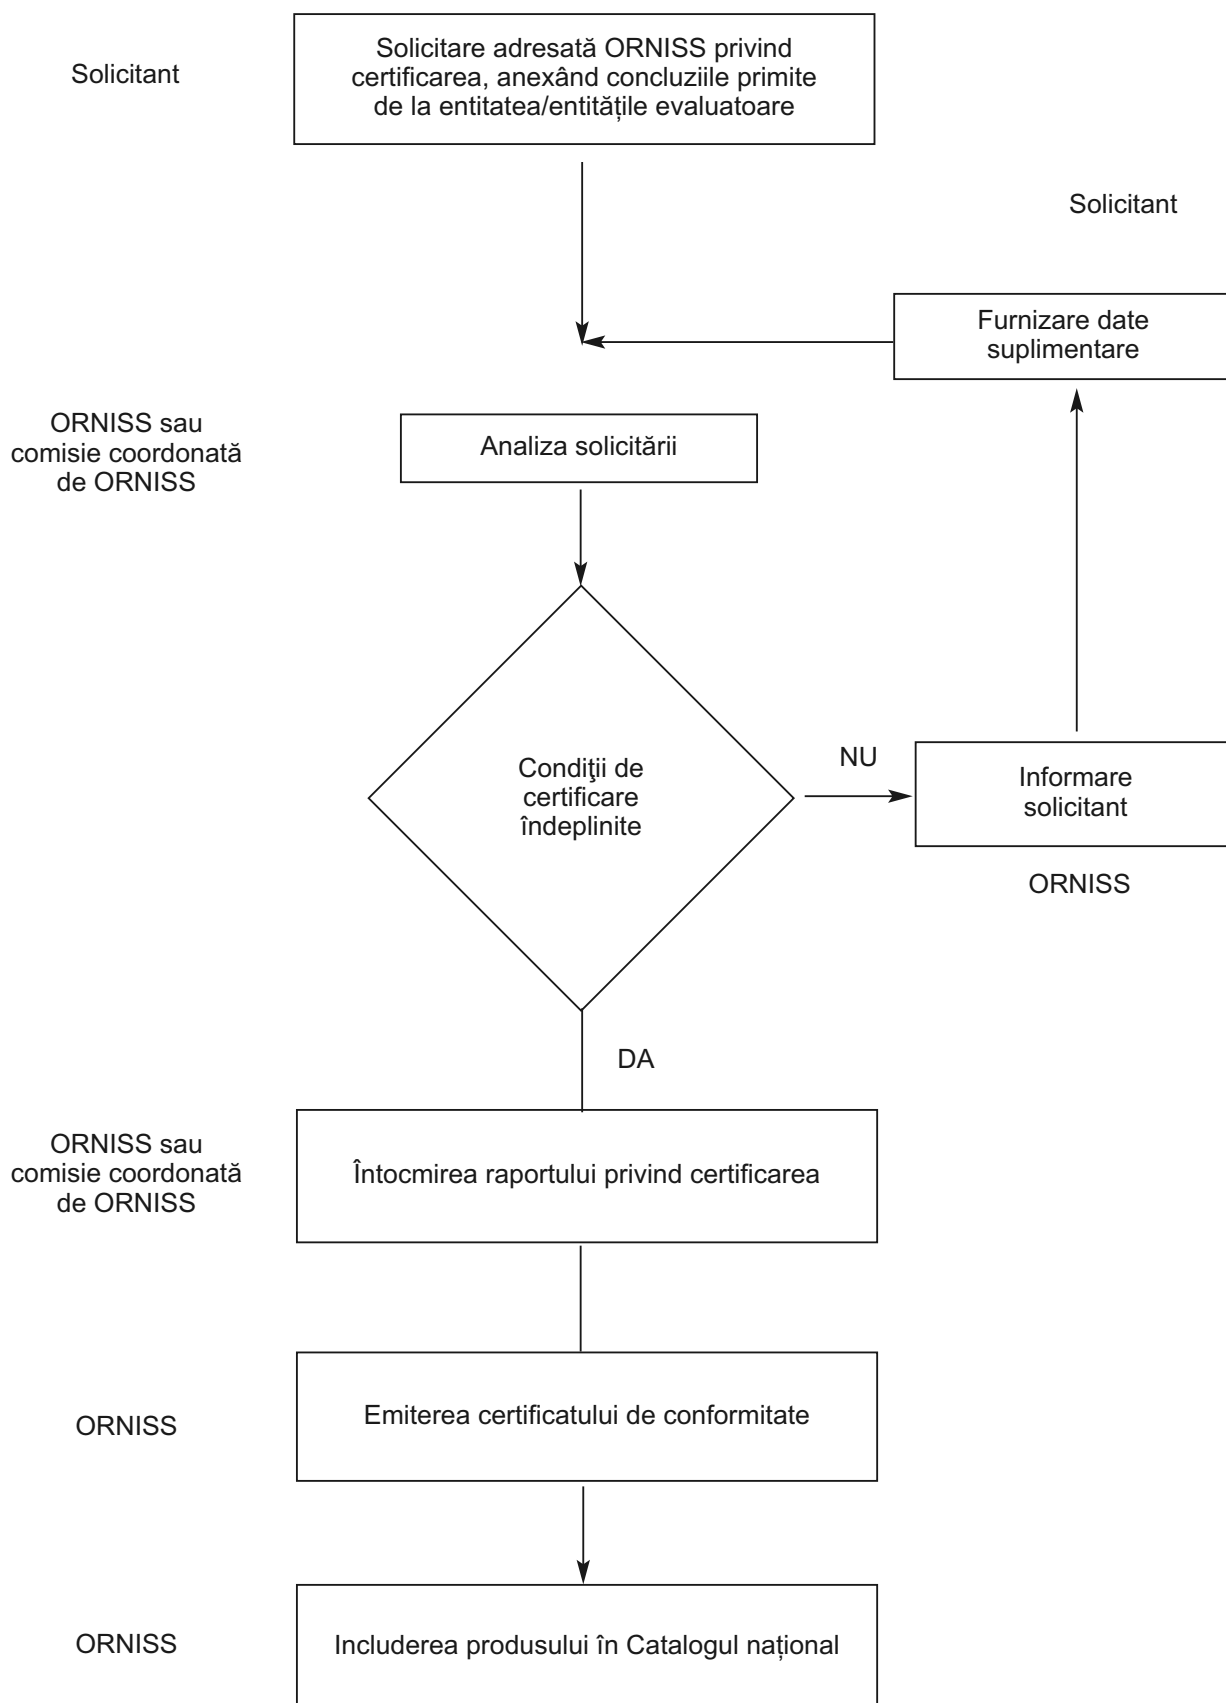 Solicitant
Solicitare adresată ORNISS privind
certificarea, anexând concluziile primite
de la entitatea/entitățile evaluatoare
Solicitant
Furnizare date
suplimentare
ORNISS sau
comisie coordonată
de ORNISS
Analiza solicitării
Condiţii de
certificare
îndeplinite
NU
Informare
solicitant
ORNISS
DA
ORNISS sau
comisie coordonată
de ORNISS
Întocmirea raportului privind certificarea
ORNISS
Emiterea certificatului de conformitate
ORNISS
Includerea produsului în Catalogul național